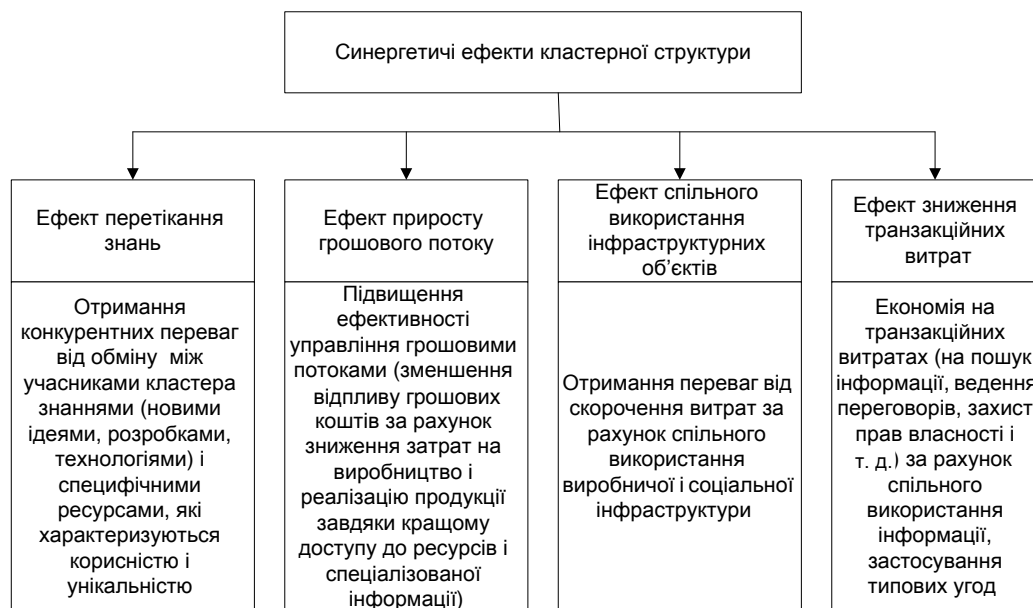 Синергетичі ефекти кластерної структури
Ефект перетікання
знань
Отримання
конкурентних переваг
від обміну між
учасниками кластера
знаннями (новими
ідеями, розробками,
технологіями) і
специфічними
ресурсами, які
характеризуються
корисністю і
унікальністю
Ефект приросту
грошового потоку
Підвищення
ефективності
управління грошовими
потоками (зменшення
відпливу грошових
коштів за рахунок
зниження затрат на
виробництво і
реалізацію продукції
завдяки кращому
доступу до ресурсів і
спеціалізованої
інформації)
Ефект спільного
використання
інфраструктурних
об’єктів
Отримання переваг від
скорочення витрат за
рахунок спільного
використання
виробничої і соціальної
інфраструктури
Ефект зниження
транзакційних
витрат
Економія на
транзакційних
витратах (на пошук
інформації, ведення
переговорів, захист
прав власності і
т. д.) за рахунок
спільного
використання
інформації,
застосування
типових угод